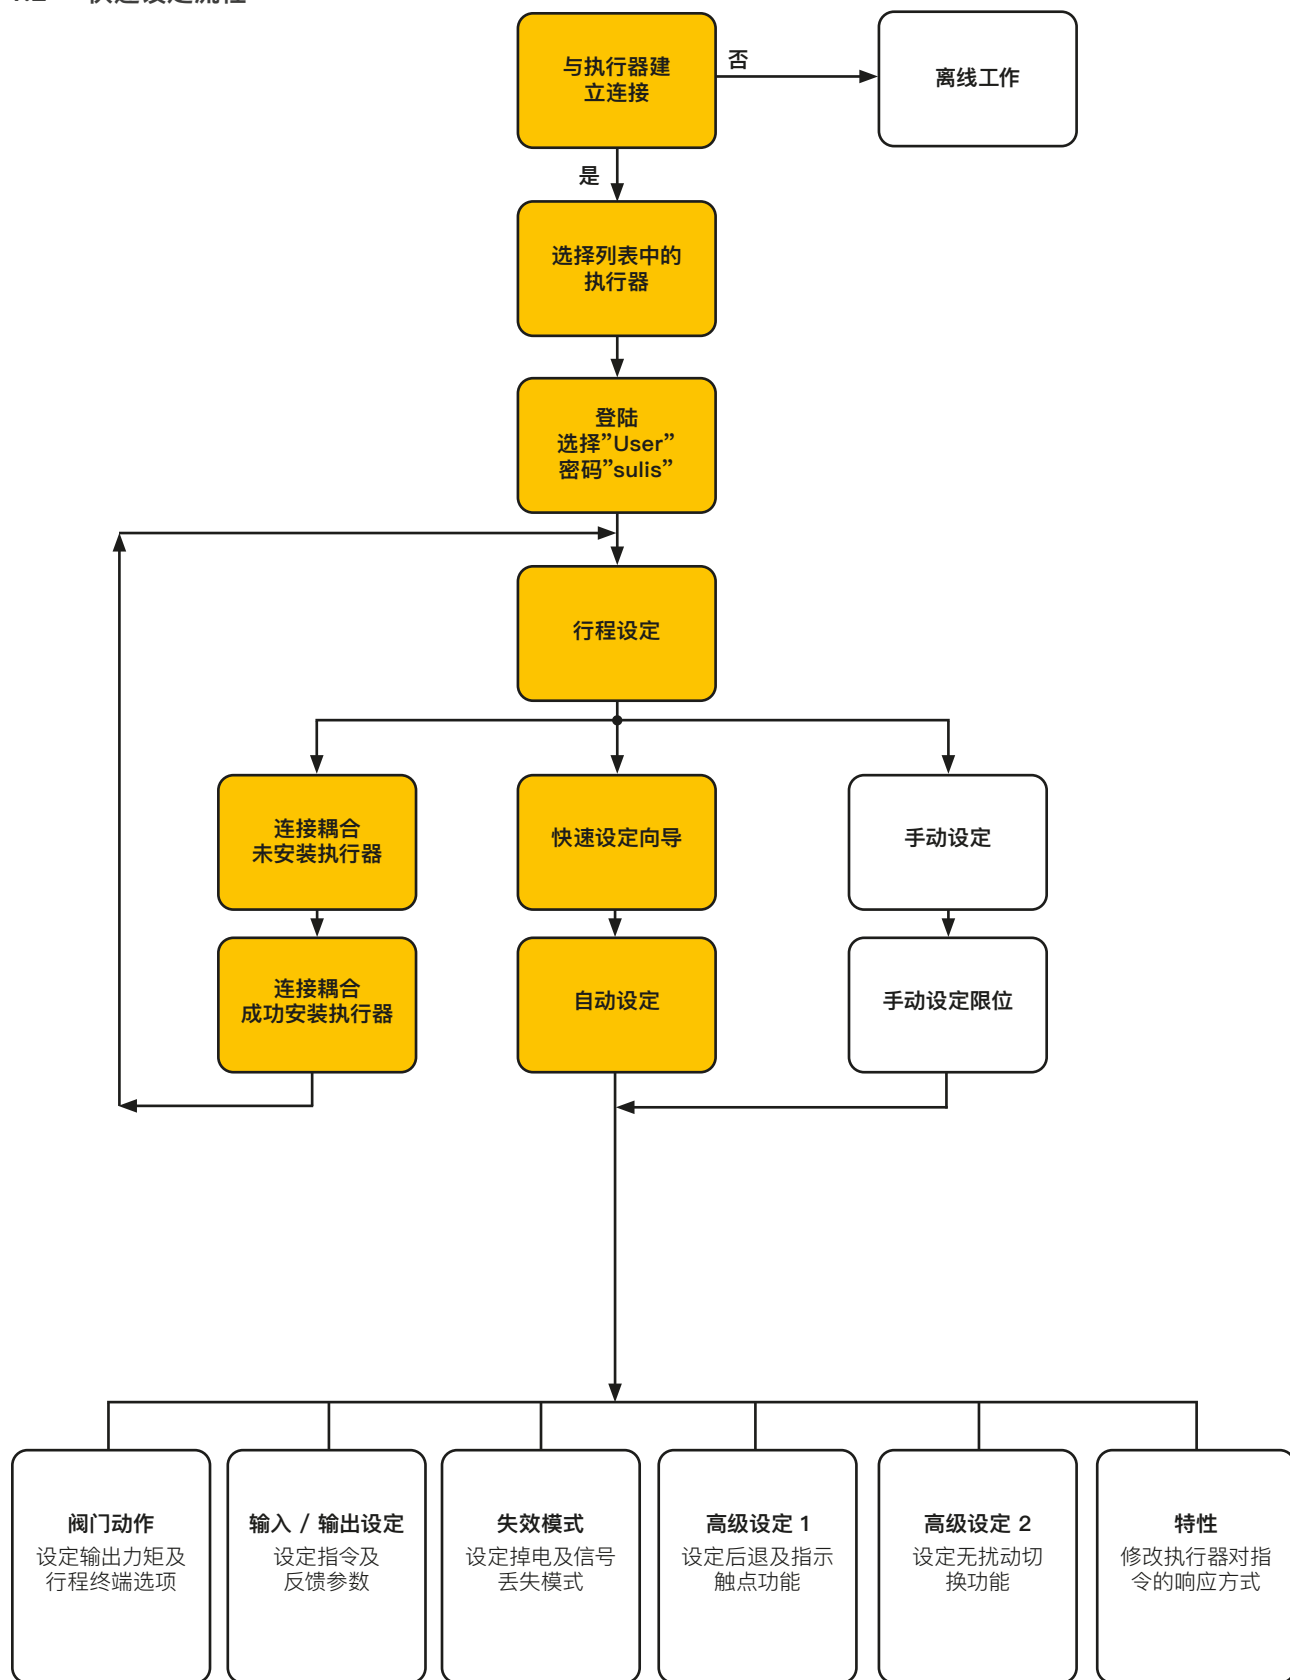 快速设定流程
与执行器建
立连接
否
离线工作
是
选择列表中的
执行器
登陆
选择”User”
密码”sulis”
行程设定
连接耦合
未安装执行器
快速设定向导
手动设定
连接耦合
成功安装执行器
自动设定
手动设定限位
阀门动作
设定输出力矩及
行程终端选项
输入 / 输出设定
设定指令及
反馈参数
失效模式
设定掉电及信号
丢失模式
高级设定 1
设定后退及指示
触点功能
高级设定 2
设定无扰动切
换功能
特性
修改执行器对指
令的响应方式